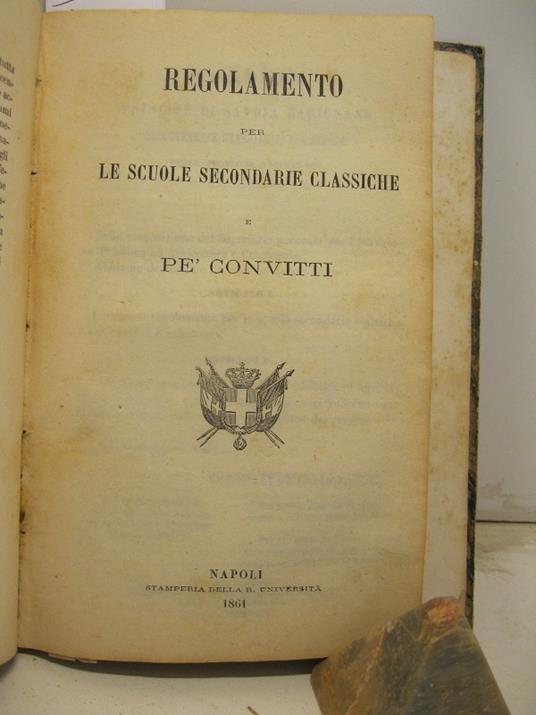 REGOLAMENTO
PER
LE SCUOLE SECONDARIE CLASSICHE
E
PE' CONVITTI
NAPOLI
STAMPERIA DELLA R. UNIVERSITÀ
1861